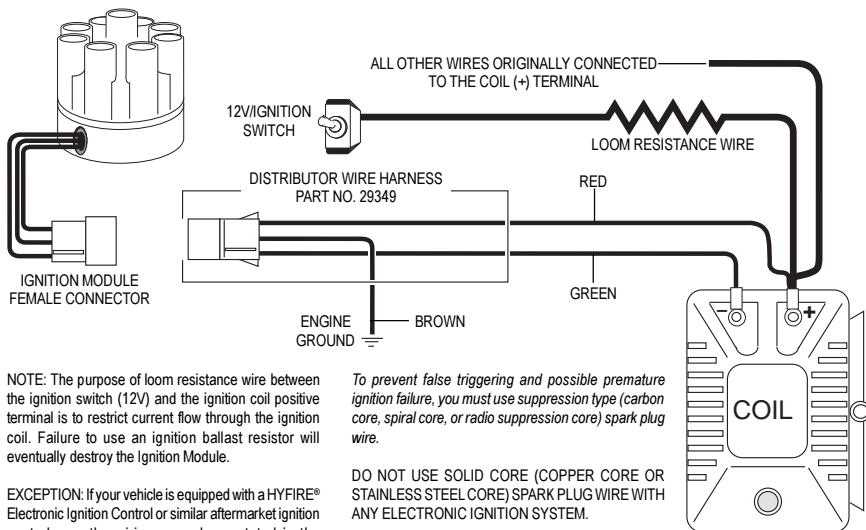 ALL OTHER WIRES ORIGINALLY CONNECTED
TO THE COIL (+) TERMINAL
12V/IGNITION
SWITCH
LOOM RESISTANCE WIRE
DISTRIBUTOR WIRE HARNESS
PART NO. 29349
RED
IGNITION MODULE
FEMALE CONNECTOR
GREEN
ENGINE
GROUND
BROWN
– +
COIL
NOTE: The purpose of loom resistance wire between
the ignition switch (12V) and the ignition coil positive
terminal is to restrict current flow through the ignition
coil. Failure to use an ignition ballast resistor will
eventually destroy the Ignition Module.
EXCEPTION: If your vehicle is equipped with a HYFIRE®
Electronic Ignition Control or similar aftermarket ignition
To prevent false triggering and possible premature
ignition failure, you must use suppression type (carbon
core, spiral core, or radio suppression core) spark plug
wire.
DO NOT USE SOLID CORE (COPPER CORE OR
STAINLESS STEEL CORE) SPARK PLUG WIRE WITH
ANY ELECTRONIC IGNITION SYSTEM.